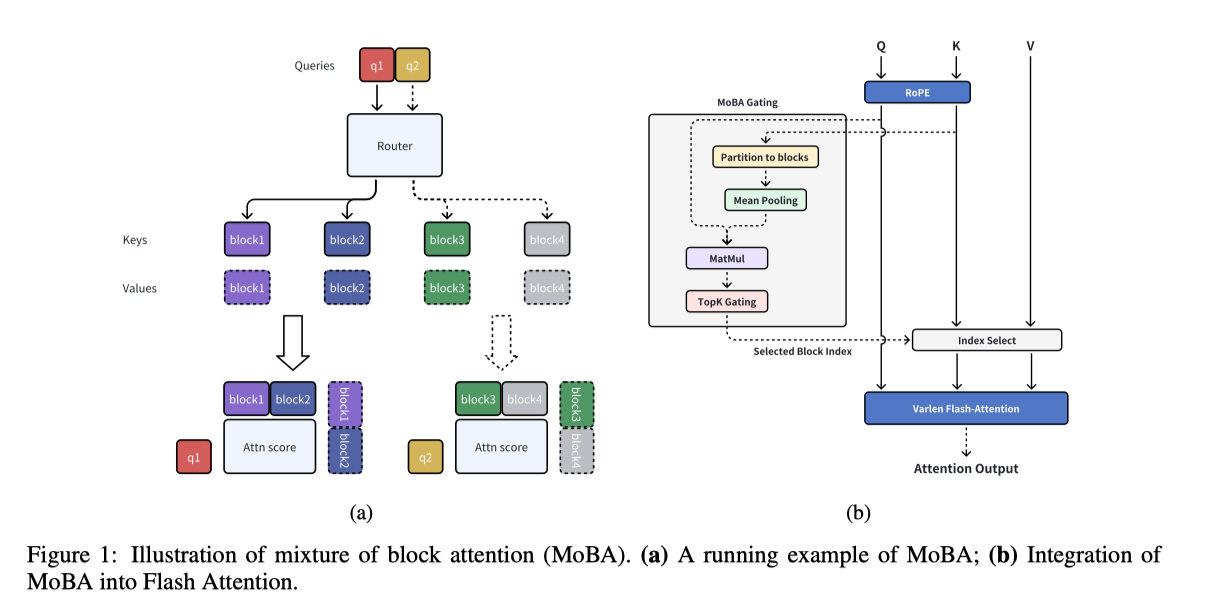 Queries
q1
q2
Router
Keys
block1
block2
block3
block4
Values
block1
block2
block3
block4
block1
block2
block1
block2
Attn score
q1
block3
block4
block3
block4
Attn score
q2
(a)
Q
K
V
RoPE
MoBA Gating
Partition to blocks
Mean Pooling
MatMul
TopK Gating
Selected Block Index
Index Select
Varlen Flash-Attention
Attention Output
(b)
Figure 1: Illustration of mixture of block attention (MoBA). (a) A running example of MoBA; (b) Integration of
MoBA into Flash Attention.